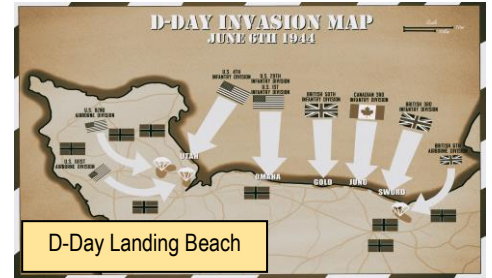 D-DAY INVASION MAP
JUNE 6TH 1944
U.S. 4TH
INFANTRY DIVISION
U.S. 29TH
INFANTRY DIVISION
U.S. 1ST
INFANTRY DIVISION
BRITISH 50TH
INFANTRY DIVISION
CANADIAN 3RD
INFANTRY DIVISION
BRITISH 3RD
INFANTRY DIVISION
BRITISH 6TH
AIRBORNE DIVISION
U.S. 82ND
AIRBORNE DIVISION
U.S. 101ST
AIRBORNE DIVISION
UTAH
OMAHA
GOLD
JUNO
SWORD
D-Day Landing Beach